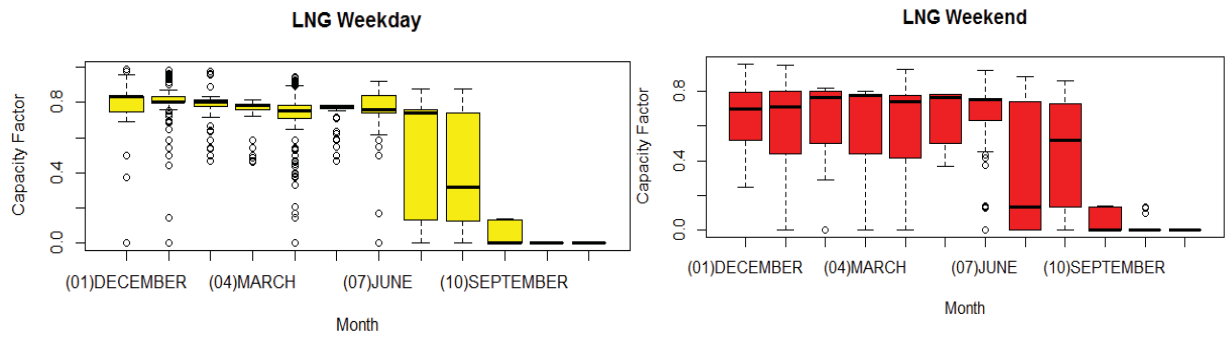 LNG Weekday
Capacity Factor
0.8
0.4
0.0
(01)DECEMBER (04)MARCH (07)JUNE (10)SEPTEMBER
Month
LNG Weekend
Capacity Factor
0.8
0.4
0.0
(01)DECEMBER (04)MARCH (07)JUNE (10)SEPTEMBER
Month